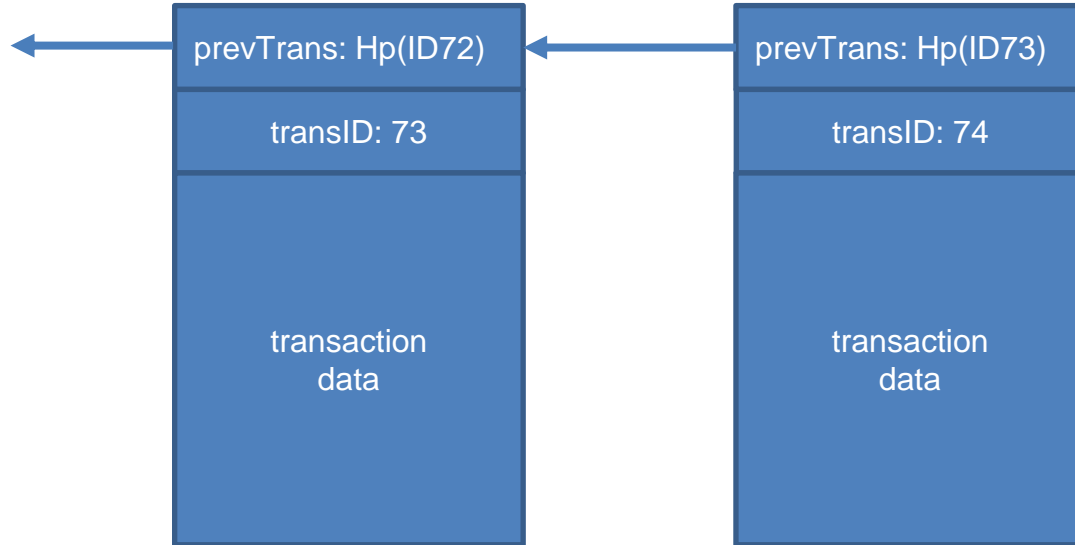 prevTrans: Hp(ID72)
transID: 73
transaction
data
prevTrans: Hp(ID73)
transID: 74
transaction
data